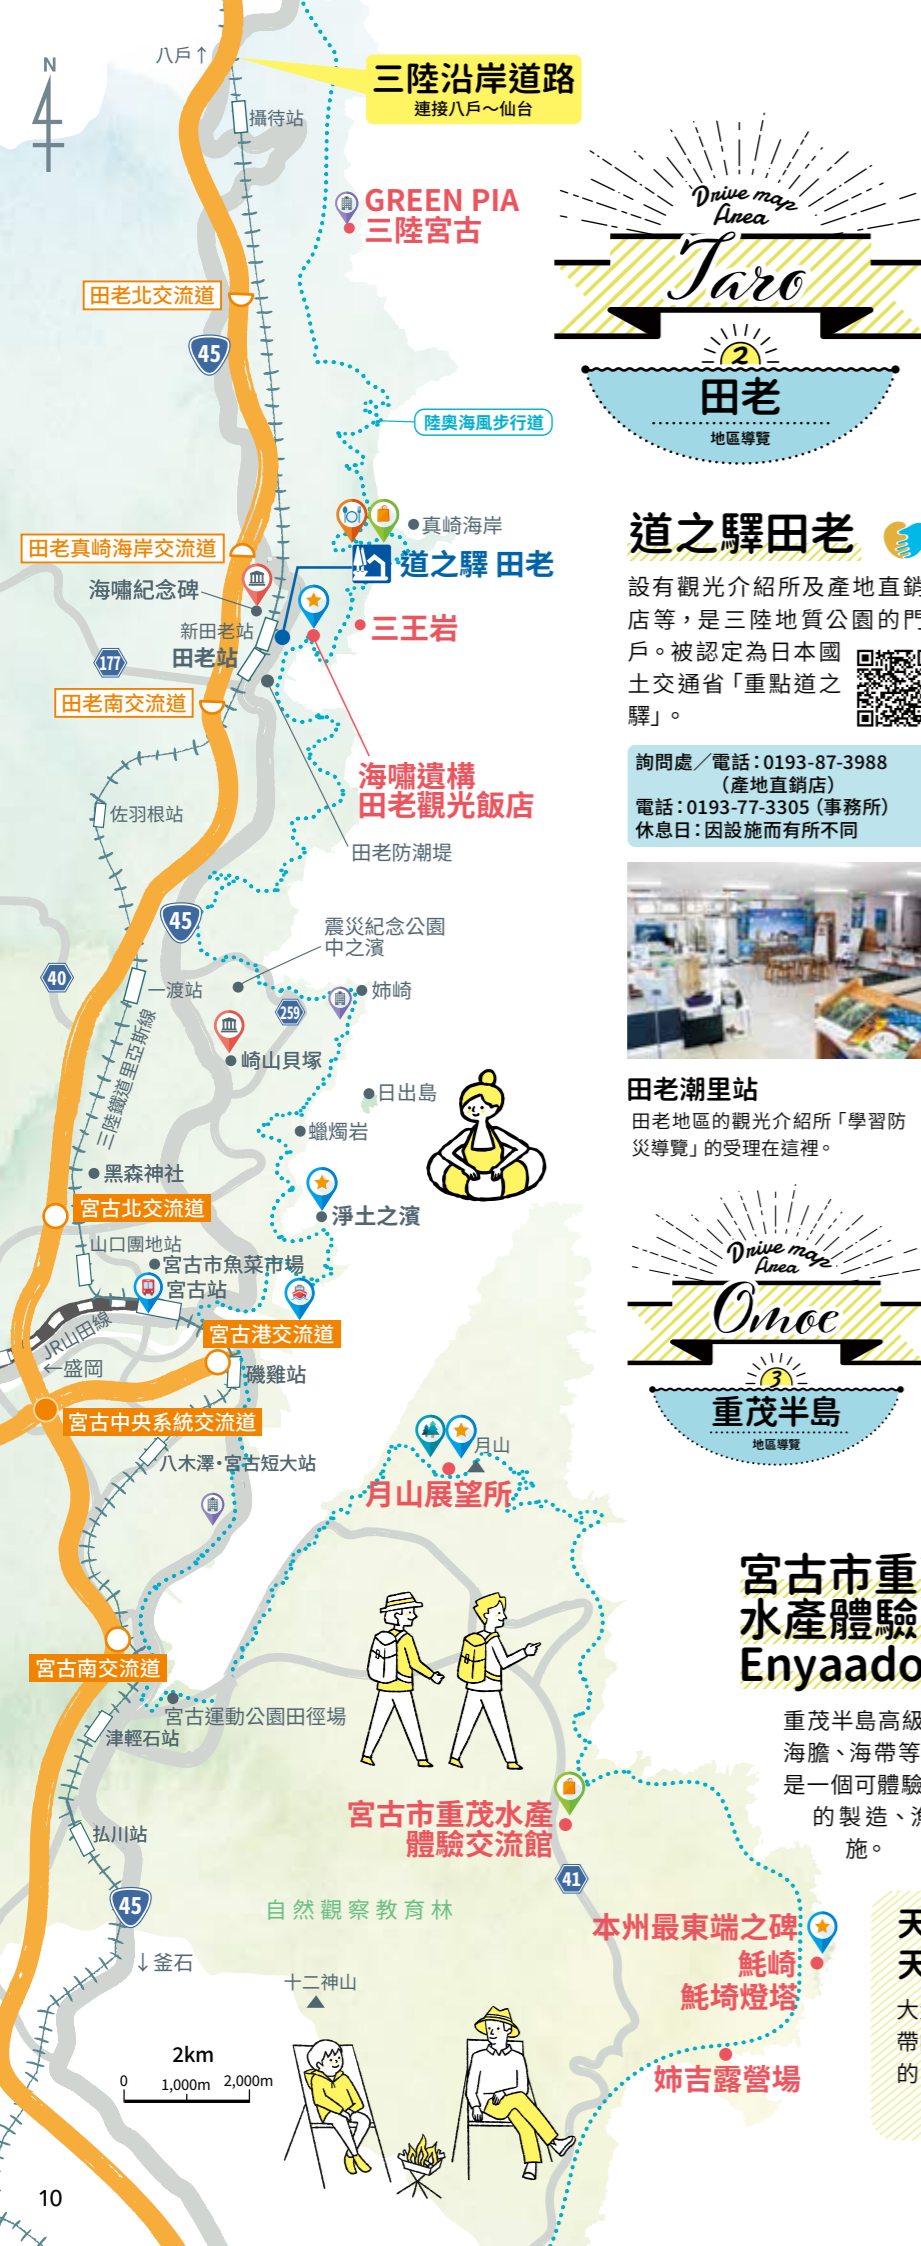 N
八戶↑
三陸沿岸道路
連接八戶～仙台
攝待站
GREEN PIA
三陸宮古
田老北交流道
45
陸奧海風步行道
Drive map
Area
Taro
2
田老
地區導覽
真崎海岸
田老真崎海岸交流道
道之驛 田老
海嘯紀念碑
新田老站
三王岩
田老站
177
田老南交流道
海嘯遺構
田老觀光飯店
佐羽根站
田老防潮堤
道之驛田老
設有觀光介紹所及產地直銷
店等，是三陸地質公園的門
戶。被認定為日本國
土交通省「重點道之
驛」。
詢問處／電話：0193-87-3988
（產地直銷店）
電話：0193-77-3305（事務所）
休息日：因設施而有所不同
45
震災紀念公園
中之濱
40
一渡站
姉崎
259
三陸鐵道里亞斯線
崎山貝塚
日出島
蠟燭岩
田老潮里站
田老地區的觀光介紹所「學習防
災導覽」的受理在這裡。
黑森神社
宮古北交流道
淨土之濱
山口團地站
宮古市魚菜市場
宮古站
JR山田線
宮古港交流道
←盛岡
磯雞站
宮古中央系統交流道
八木澤・宮古短大站
Drive map
Area
Omoe
3
重茂半島
地區導覽
月山
月山展望所
宮古南交流道
宮古運動公園田徑場
津輕石站
宮古市重
水產體驗
Enyaado
重茂半島高級
海膽、海帶等
是一個可體驗
的製造、漁
施。
宮古市重茂水產
體驗交流館
払川站
41
45
自然觀察教育林
本州最東端之碑
魹崎
魹埼燈塔
↓釜石
十二神山
姉吉露營場
天
天
大
帶
的
2km
0
1,000m
2,000m
10